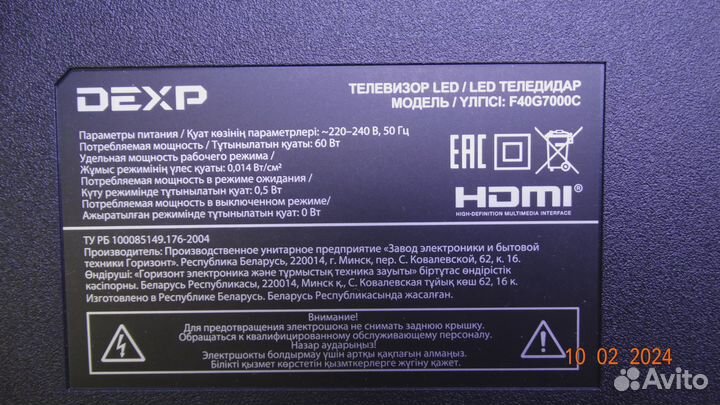 DEXP
ТЕЛЕВИЗОР LED / LED ТЕЛЕДИДАР
МОДЕЛЬ / ҮЛГІСІ: F40G7000C
Параметры питания / Қуат көзінің параметрлері: ~220–240 В, 50 Гц
Потребляемая мощность / Тұтынылатын қуаты: 60 Вт
Удельная мощность рабочего режима /
Жұмыс режимінің үлес қуаты: 0,014 Вт/см²
Потребляемая мощность в режиме ожидания /
Күту режимінде тұтынылатын қуат: 0,5 Вт
Потребляемая мощность в выключенном режиме/
Ажыратылған режимінде тұтынылатын қуат: 0 Вт
EAC
HDMI®
HIGH-DEFINITION MULTIMEDIA INTERFACE
ТУ РБ 100085149.176-2004
Производитель: Производственное унитарное предприятие «Завод электроники и бытовой
техники Горизонт». Республика Беларусь, 220014, г. Минск, пер. С. Ковалевской, 62, к. 16.
Өндіруші: «Горизонт электроника және тұрмыстық техника зауыты» біртұтас өндірістік
кәсіпорны. Беларусь Республикасы, 220014, Минск қ., С. Ковалевская тұйық көш 62, 16 к.
Изготовлено в Республике Беларусь. Беларусь Республикасында жасалған.
Внимание!
Для предотвращения электрошока не снимать заднюю крышку.
Обращаться к квалифицированному обслуживающему персоналу.
Назар аударыңыз!
Электршокты болдырмау үшін артқы қақпағын алмаңыз.
Білікті қызмет көрсетін қызметкерлерге жүгіну қажет.
10 02 2024
Avito